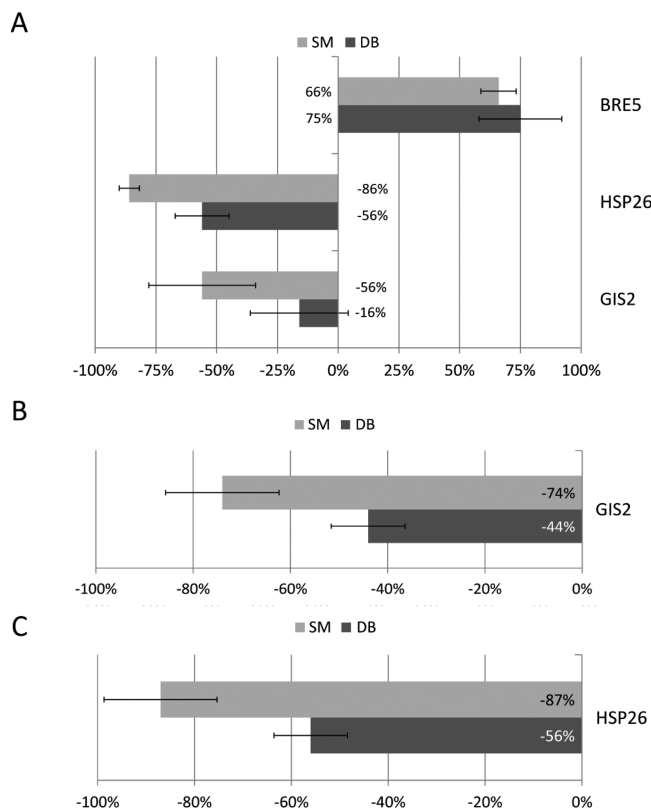 A
SM DB
66%
75%
BRE5
-86%
-56%
HSP26
-56%
-16%
GIS2
-100% -75% -50% -25% 0% 25% 50% 75% 100%
B
SM DB
-74%
-44%
GIS2
-100% -80% -60% -40% -20% 0%
C
SM DB
-87%
-56%
HSP26
-100% -80% -60% -40% -20% 0%